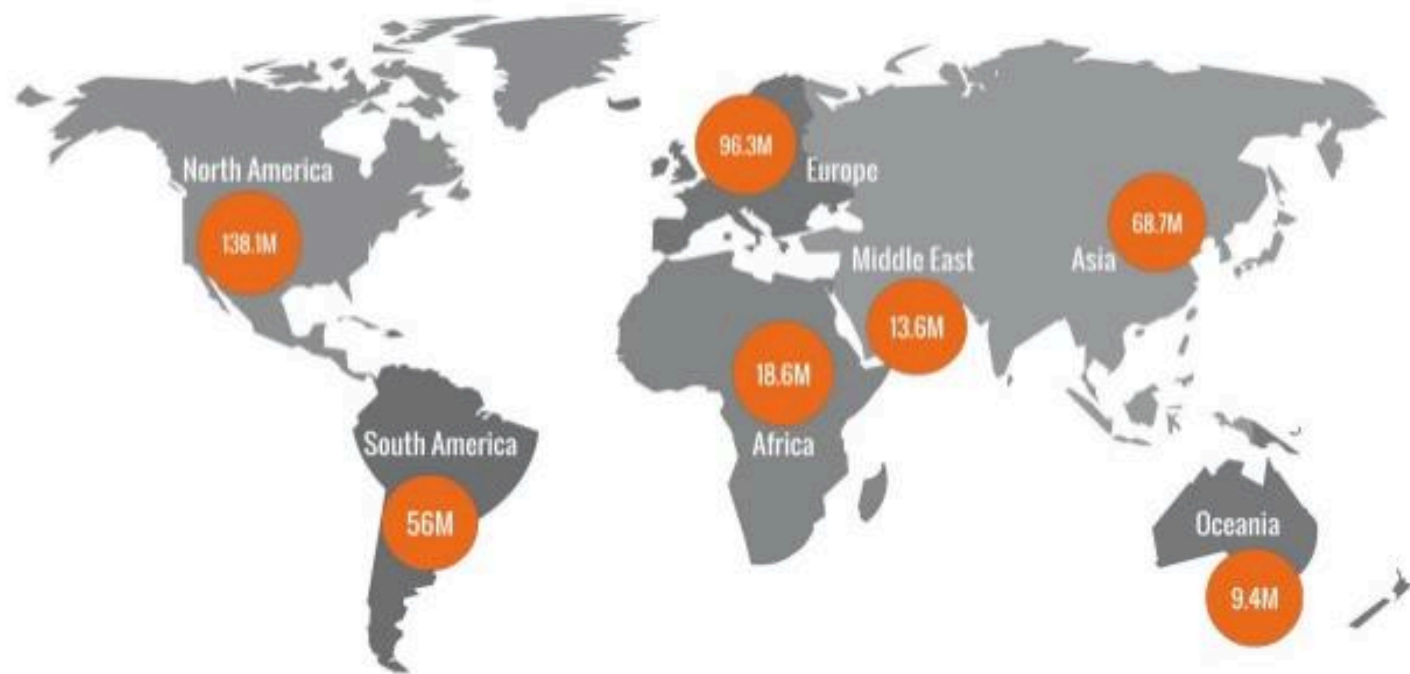 96.3M
Europe
North America
138.1M
68.7M
Asia
Middle East
13.6M
18.6M
Africa
South America
56M
Oceania
9.4M